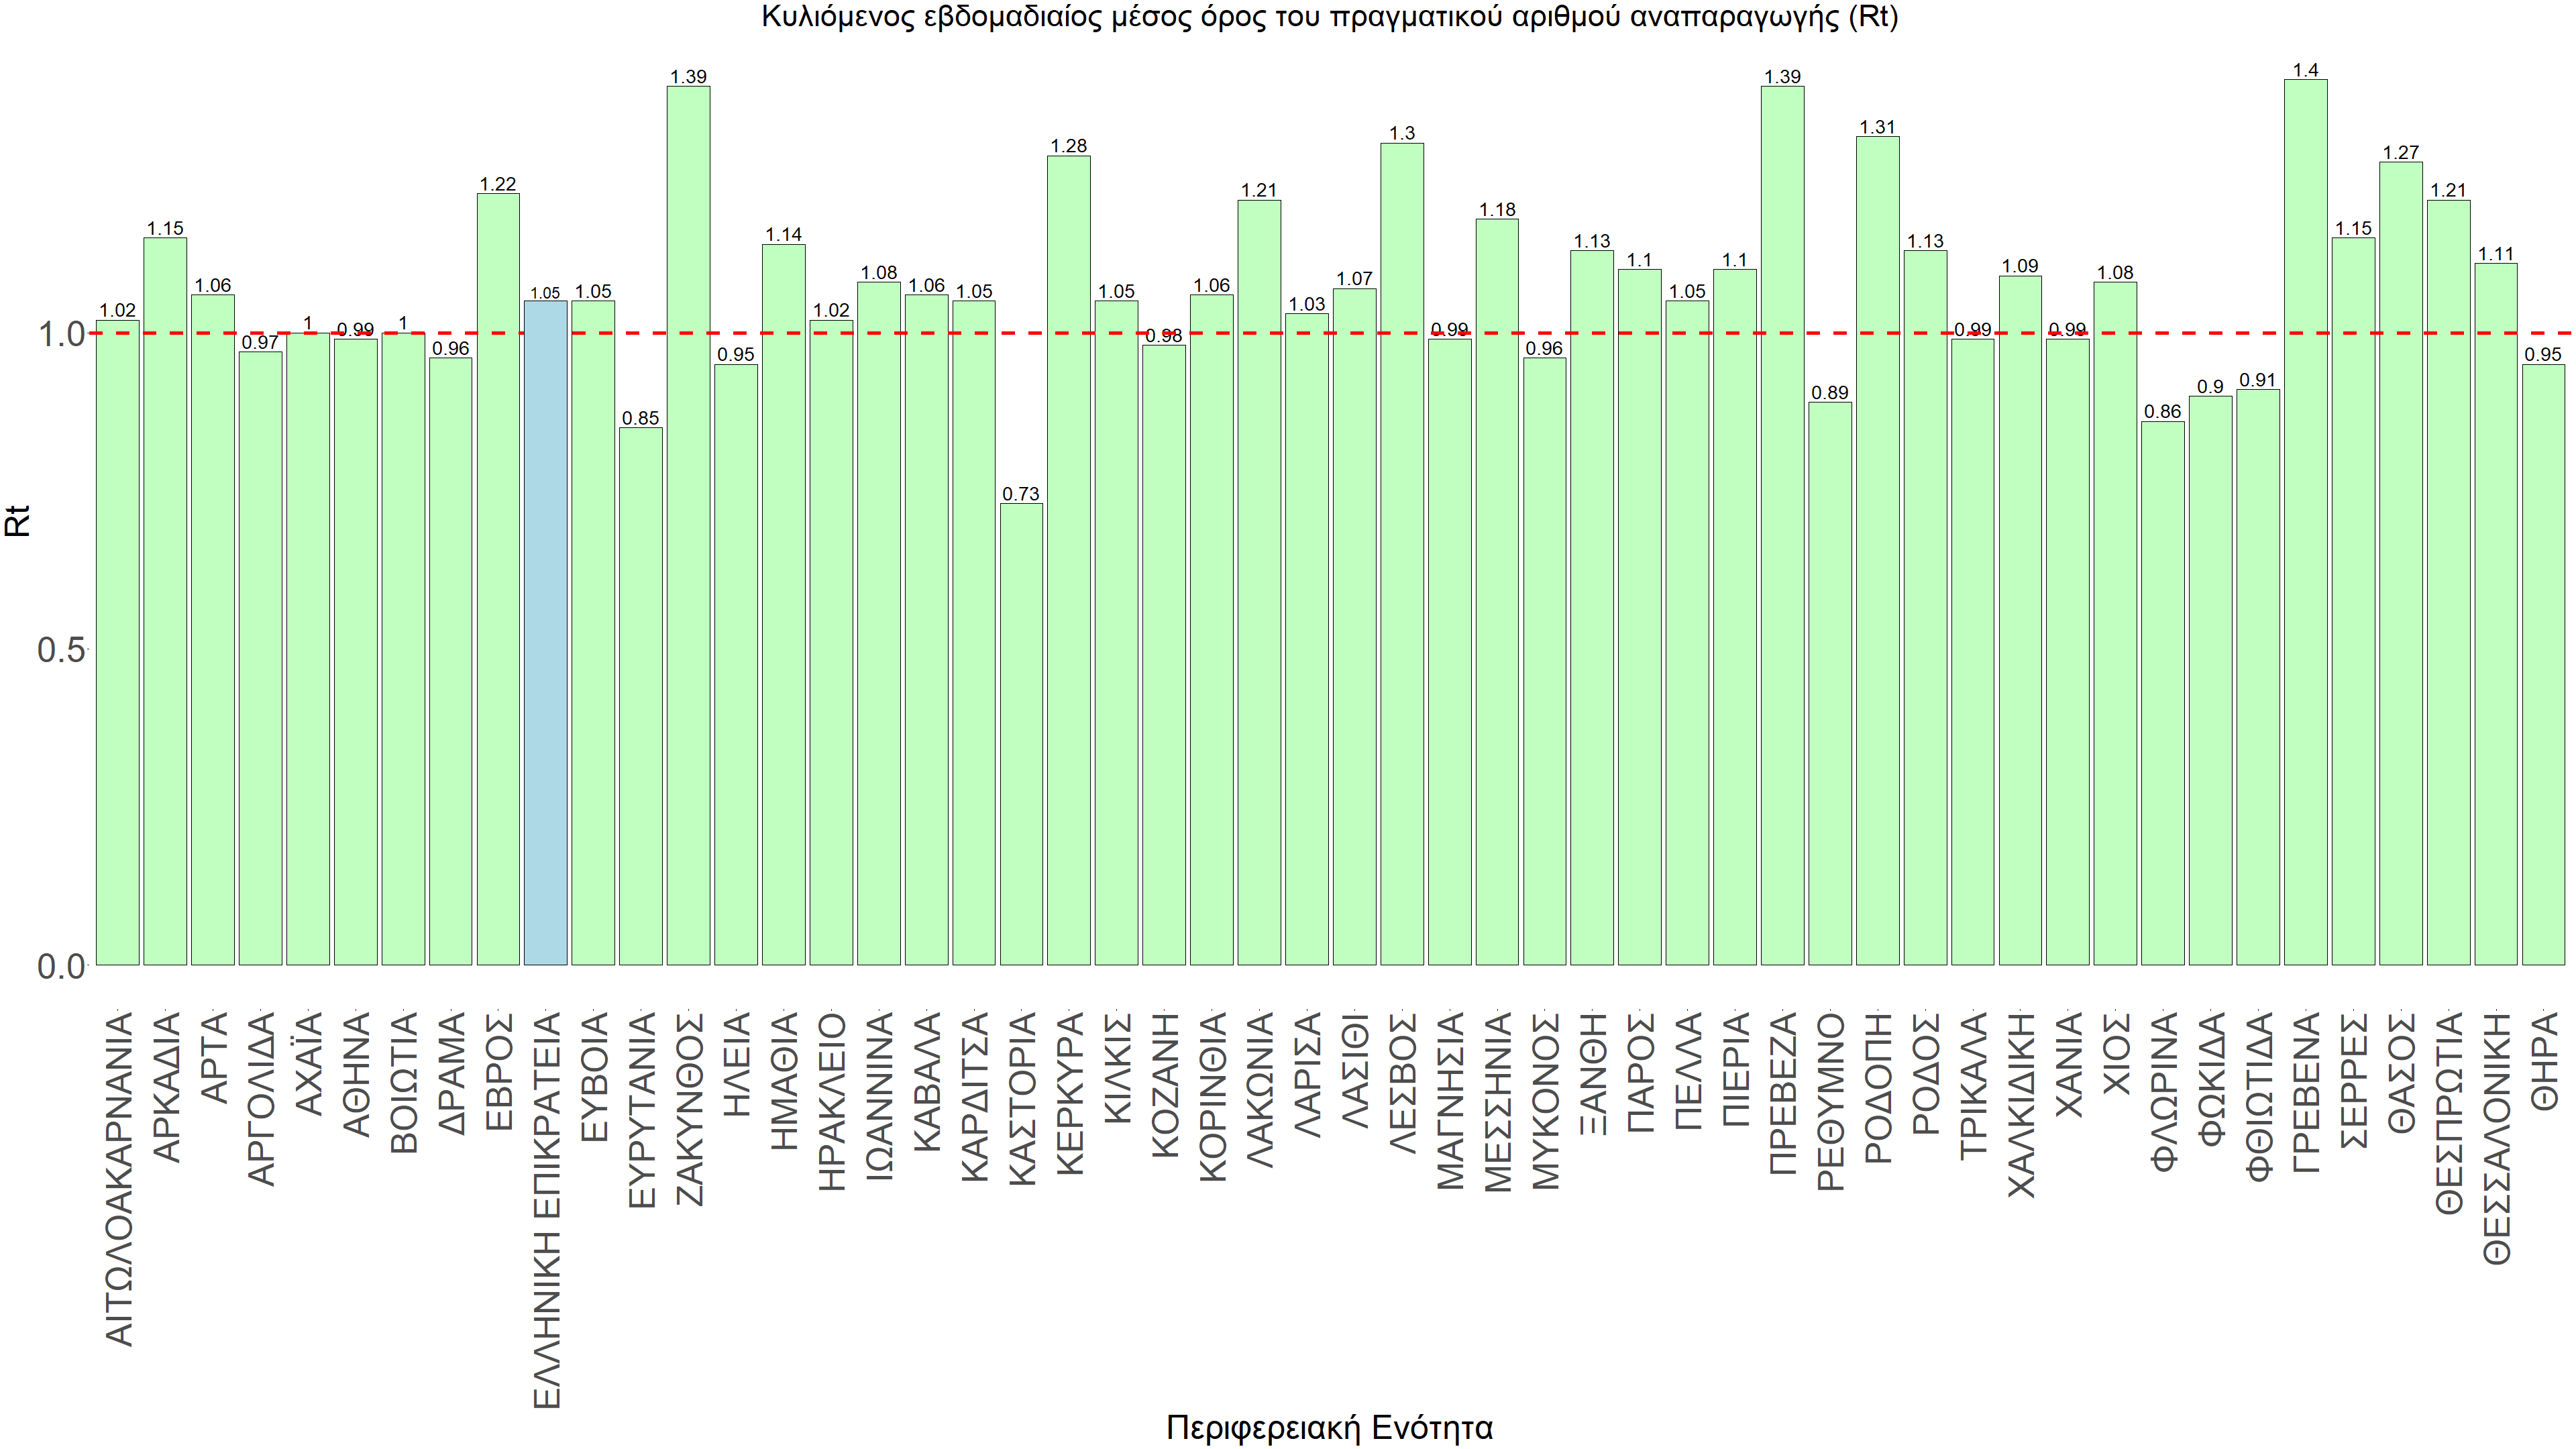 Κυλιόμενος εβδομαδιαίος μέσος όρος του πραγματικού αριθμού αναπαραγωγής (Rt)
Rt
1.0
0.5
0.0
1.02
1.15
1.06
0.97
1
0.99
1
0.96
1.22
1.05
1.05
0.85
1.39
0.95
1.14
1.02
1.08
1.06
1.05
0.73
1.28
1.05
0.98
1.06
1.21
1.03
1.07
1.3
0.99
1.18
0.96
1.13
1.1
1.05
1.1
1.39
0.89
1.31
1.13
0.99
1.09
0.99
1.08
0.86
0.9
0.91
1.4
1.15
1.27
1.21
1.11
0.95
ΑΙΤΩΛΟΑΚΑΡΝΑΝΙΑ
ΑΡΚΑΔΙΑ
ΑΡΤΑ
ΑΡΓΟΛΙΔΑ
ΑΧΑΪΑ
ΑΘΗΝΑ
ΒΟΙΩΤΙΑ
ΔΡΑΜΑ
ΕΒΡΟΣ
ΕΛΛΗΝΙΚΗ ΕΠΙΚΡΑΤΕΙΑ
ΕΥΒΟΙΑ
ΕΥΡΥΤΑΝΙΑ
ΖΑΚΥΝΘΟΣ
ΗΛΕΙΑ
ΗΜΑΘΙΑ
ΗΡΑΚΛΕΙΟ
ΙΩΑΝΝΙΝΑ
ΚΑΒΑΛΑ
ΚΑΡΔΙΤΣΑ
ΚΑΣΤΟΡΙΑ
ΚΕΡΚΥΡΑ
ΚΙΛΚΙΣ
ΚΟΖΑΝΗ
ΚΟΡΙΝΘΙΑ
ΛΑΚΩΝΙΑ
ΛΑΡΙΣΑ
ΛΑΣΙΘΙ
ΛΕΣΒΟΣ
ΜΑΓΝΗΣΙΑ
ΜΕΣΣΗΝΙΑ
ΜΥΚΟΝΟΣ
ΞΑΝΘΗ
ΠΑΡΟΣ
ΠΕΛΛΑ
ΠΙΕΡΙΑ
ΠΡΕΒΕΖΑ
ΡΕΘΥΜΝΟ
ΡΟΔΟΠΗ
ΡΟΔΟΣ
ΤΡΙΚΑΛΑ
ΧΑΛΚΙΔΙΚΗ
ΧΑΝΙΑ
ΧΙΟΣ
ΦΛΩΡΙΝΑ
ΦΩΚΙΔΑ
ΦΘΙΩΤΙΔΑ
ΓΡΕΒΕΝΑ
ΣΕΡΡΕΣ
ΘΑΣΟΣ
ΘΕΣΠΡΩΤΙΑ
ΘΕΣΣΑΛΟΝΙΚΗ
ΘΗΡΑ
Περιφερειακή Ενότητα